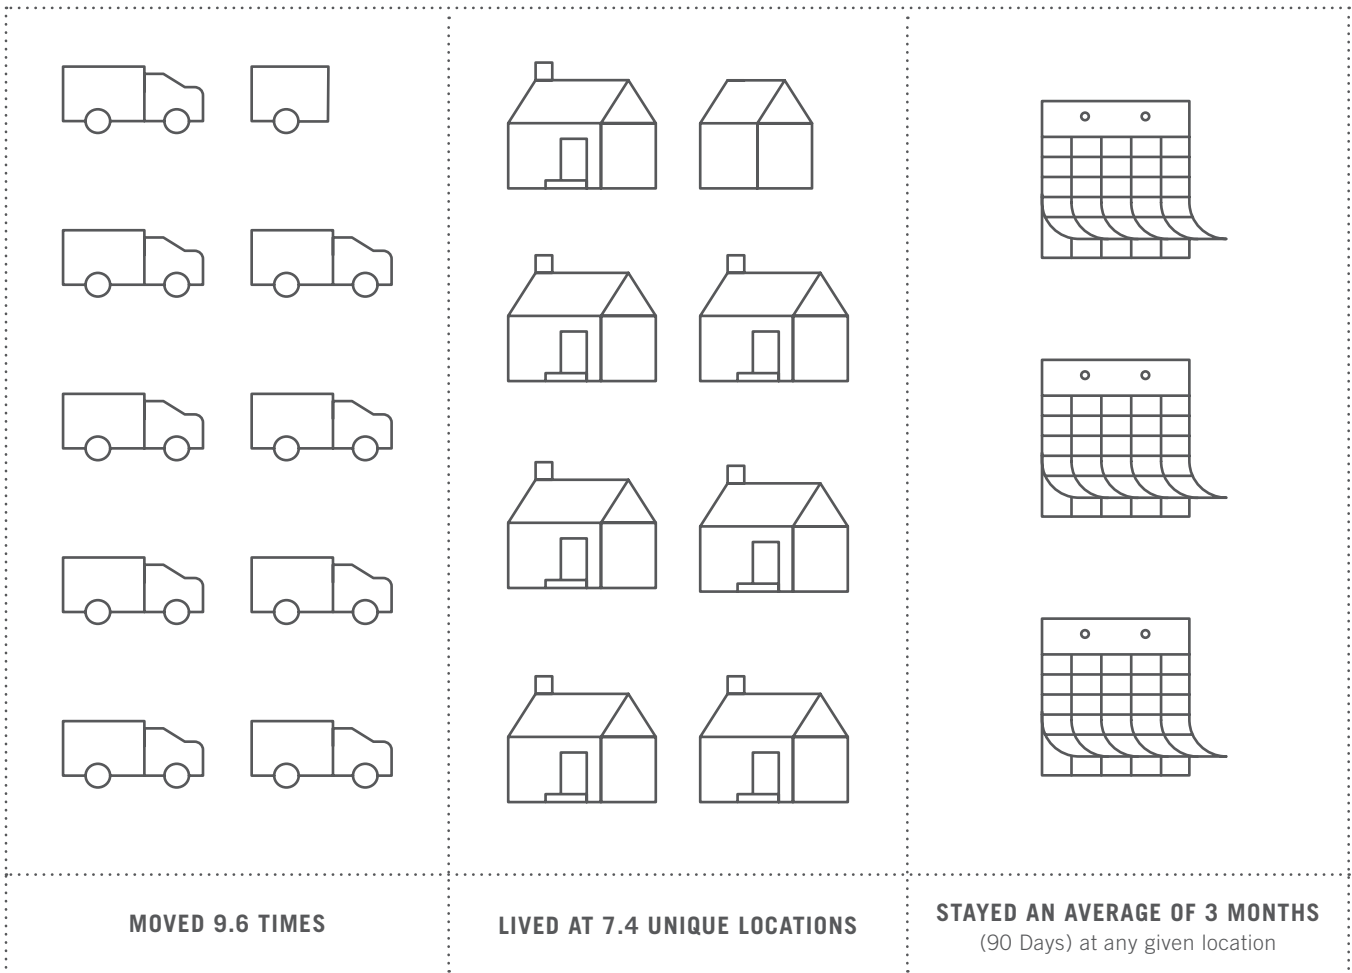 MOVED 9.6 TIMES
LIVED AT 7.4 UNIQUE LOCATIONS
STAYED AN AVERAGE OF 3 MONTHS
(90 Days) at any given location